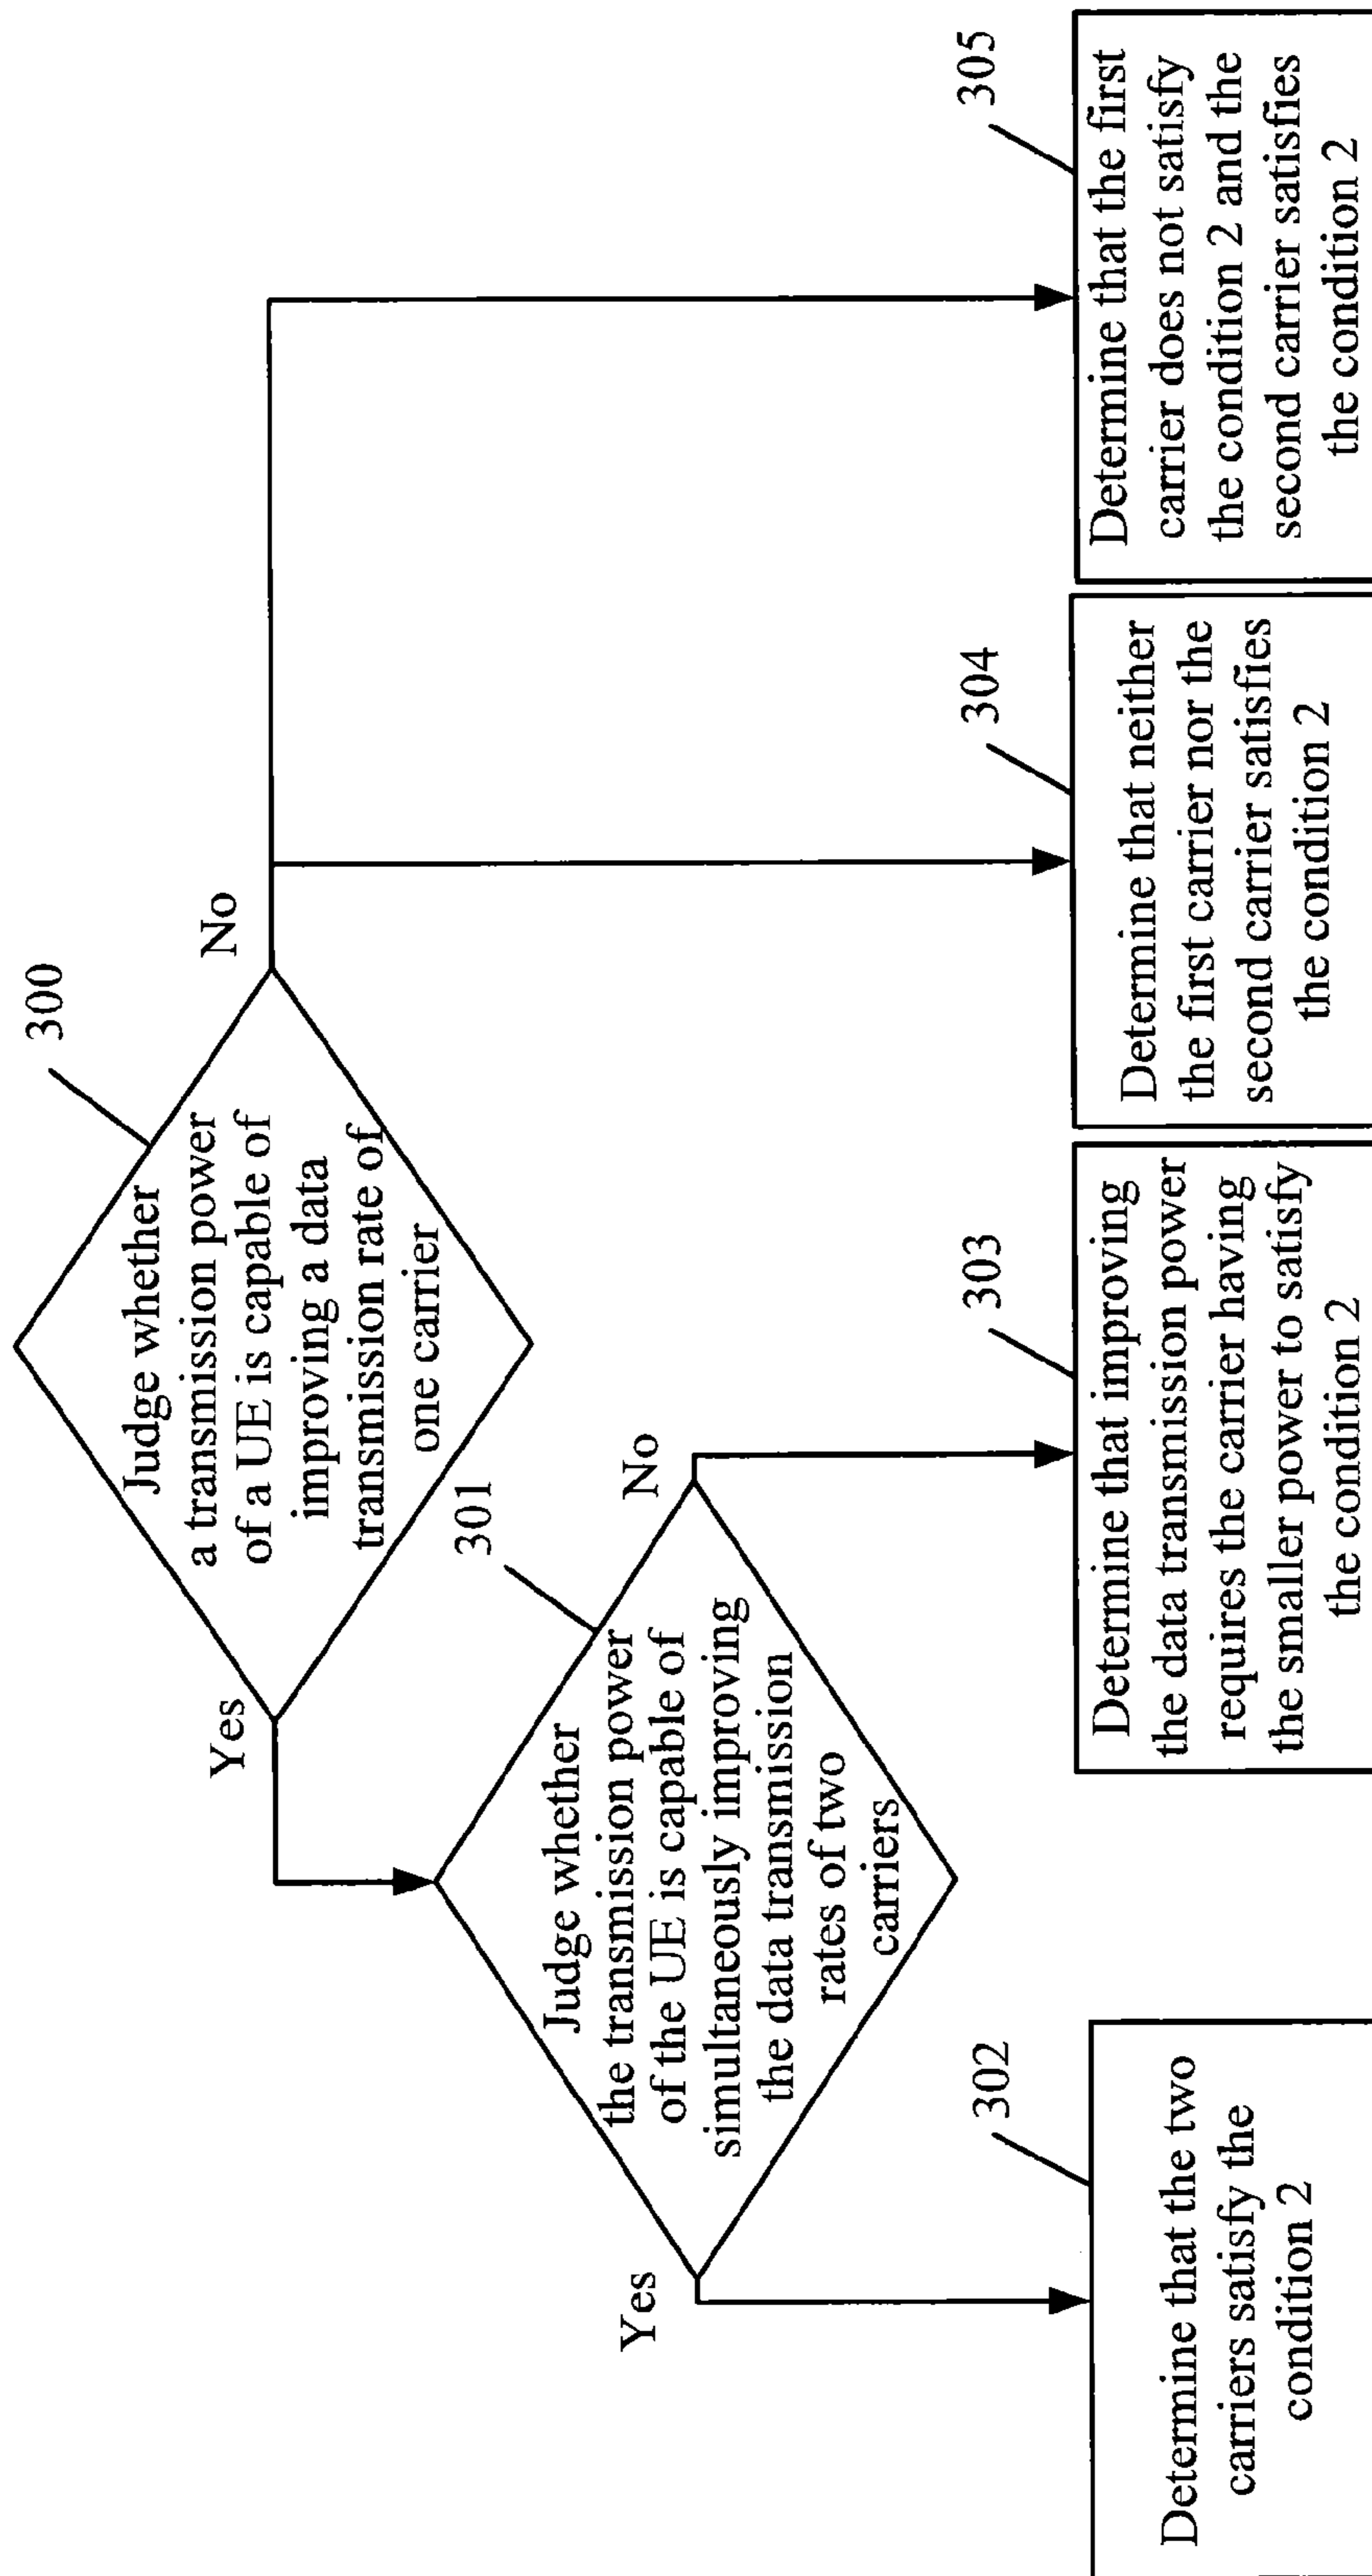 300
Judge whether
a transmission power
of a UE is capable of
improving a data
transmission rate of
one carrier
Yes
No
301
Judge whether
the transmission power
of the UE is capable of
simultaneously improving
the data transmission
rates of two
carriers
Yes
No
302
Determine that the two
carriers satisfy the
condition 2
303
Determine that improving
the data transmission power
requires the carrier having
the smaller power to satisfy
the condition 2
304
Determine that neither
the first carrier nor the
second carrier satisfies
the condition 2
305
Determine that the first
carrier does not satisfy
the condition 2 and the
second carrier satisfies
the condition 2